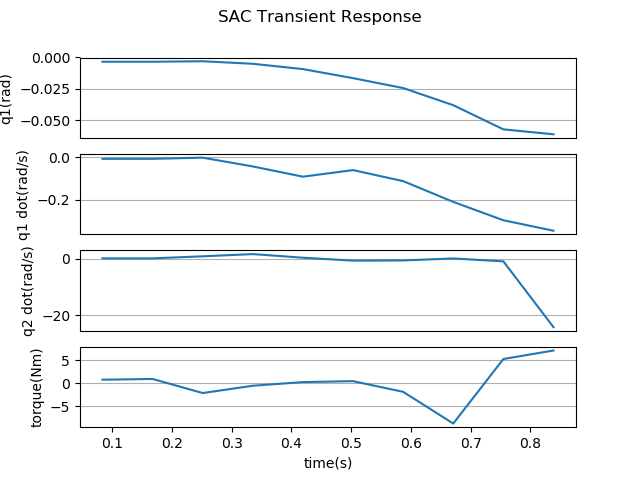 SAC Transient Response
0.000
−0.025
−0.050
q1(rad)
0.0
−0.2
q1 dot(rad/s)
0
−20
q2 dot(rad/s)
5
0
−5
torque(Nm)
0.1 0.2 0.3 0.4 0.5 0.6 0.7 0.8
time(s)